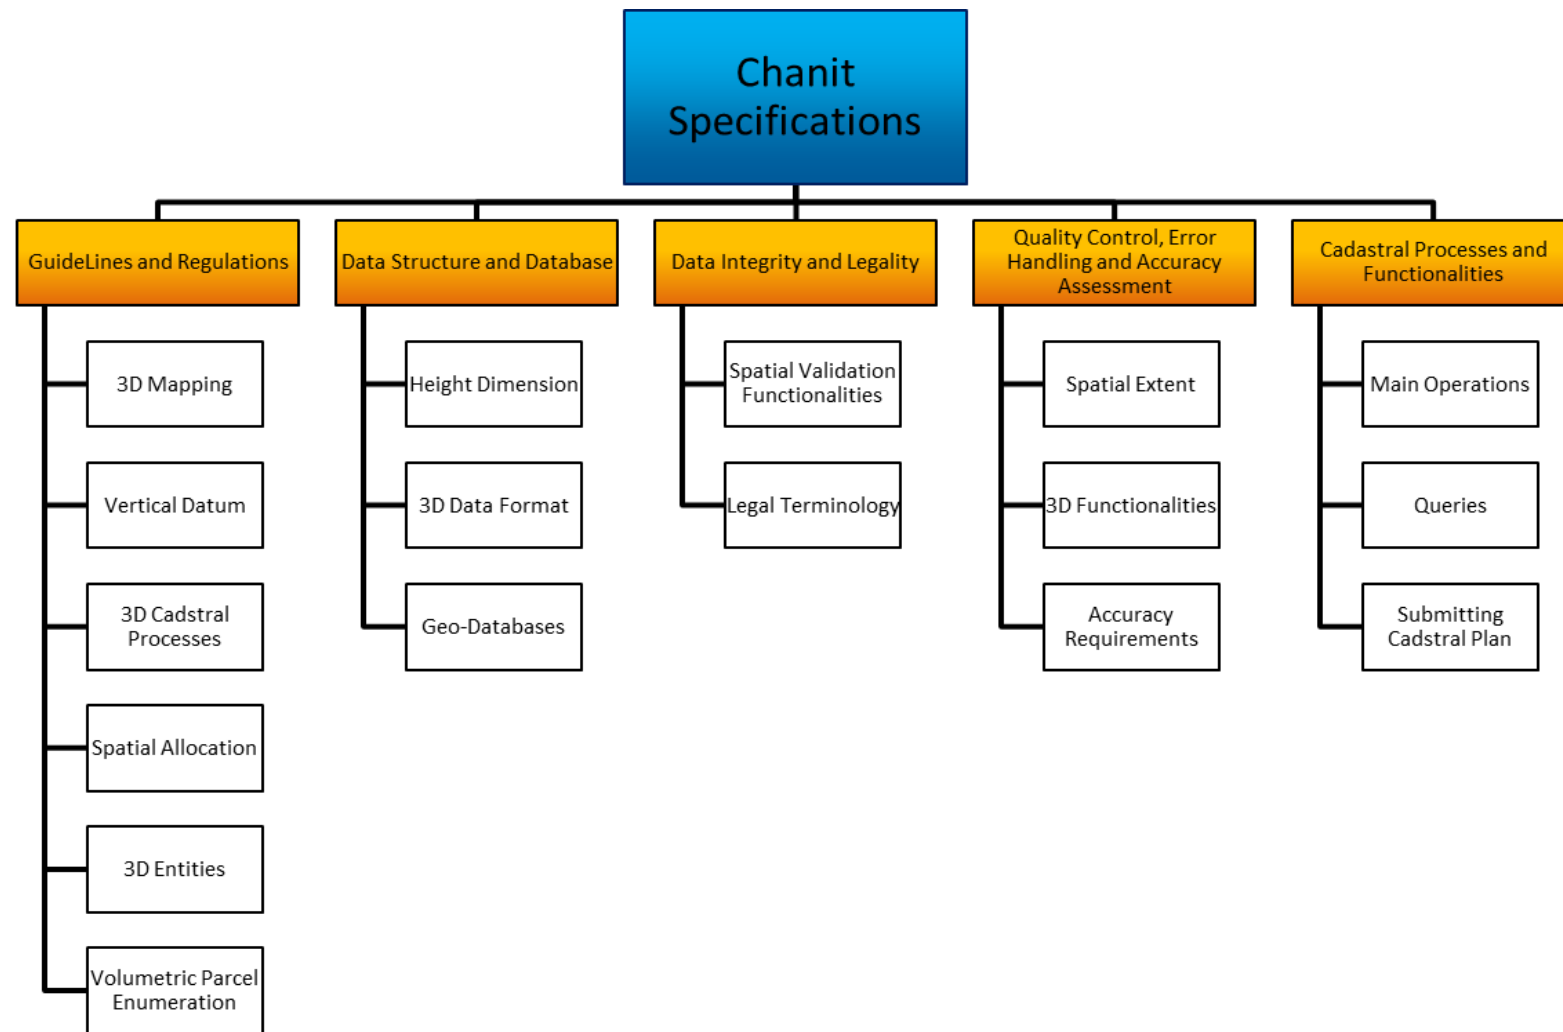 Chanit
Specifications
GuideLines and Regulations
Data Structure and Database
Data Integrity and Legality
Quality Control, Error
Handling and Accuracy
Assessment
Cadastral Processes and
Functionalities
3D Mapping
Vertical Datum
3D Cadstral
Processes
Spatial Allocation
3D Entities
Volumetric Parcel
Enumeration
Height Dimension
3D Data Format
Geo-Databases
Spatial Validation
Functionalities
Legal Terminology
Spatial Extent
3D Functionalities
Accuracy
Requirements
Main Operations
Queries
Submitting
Cadstral Plan